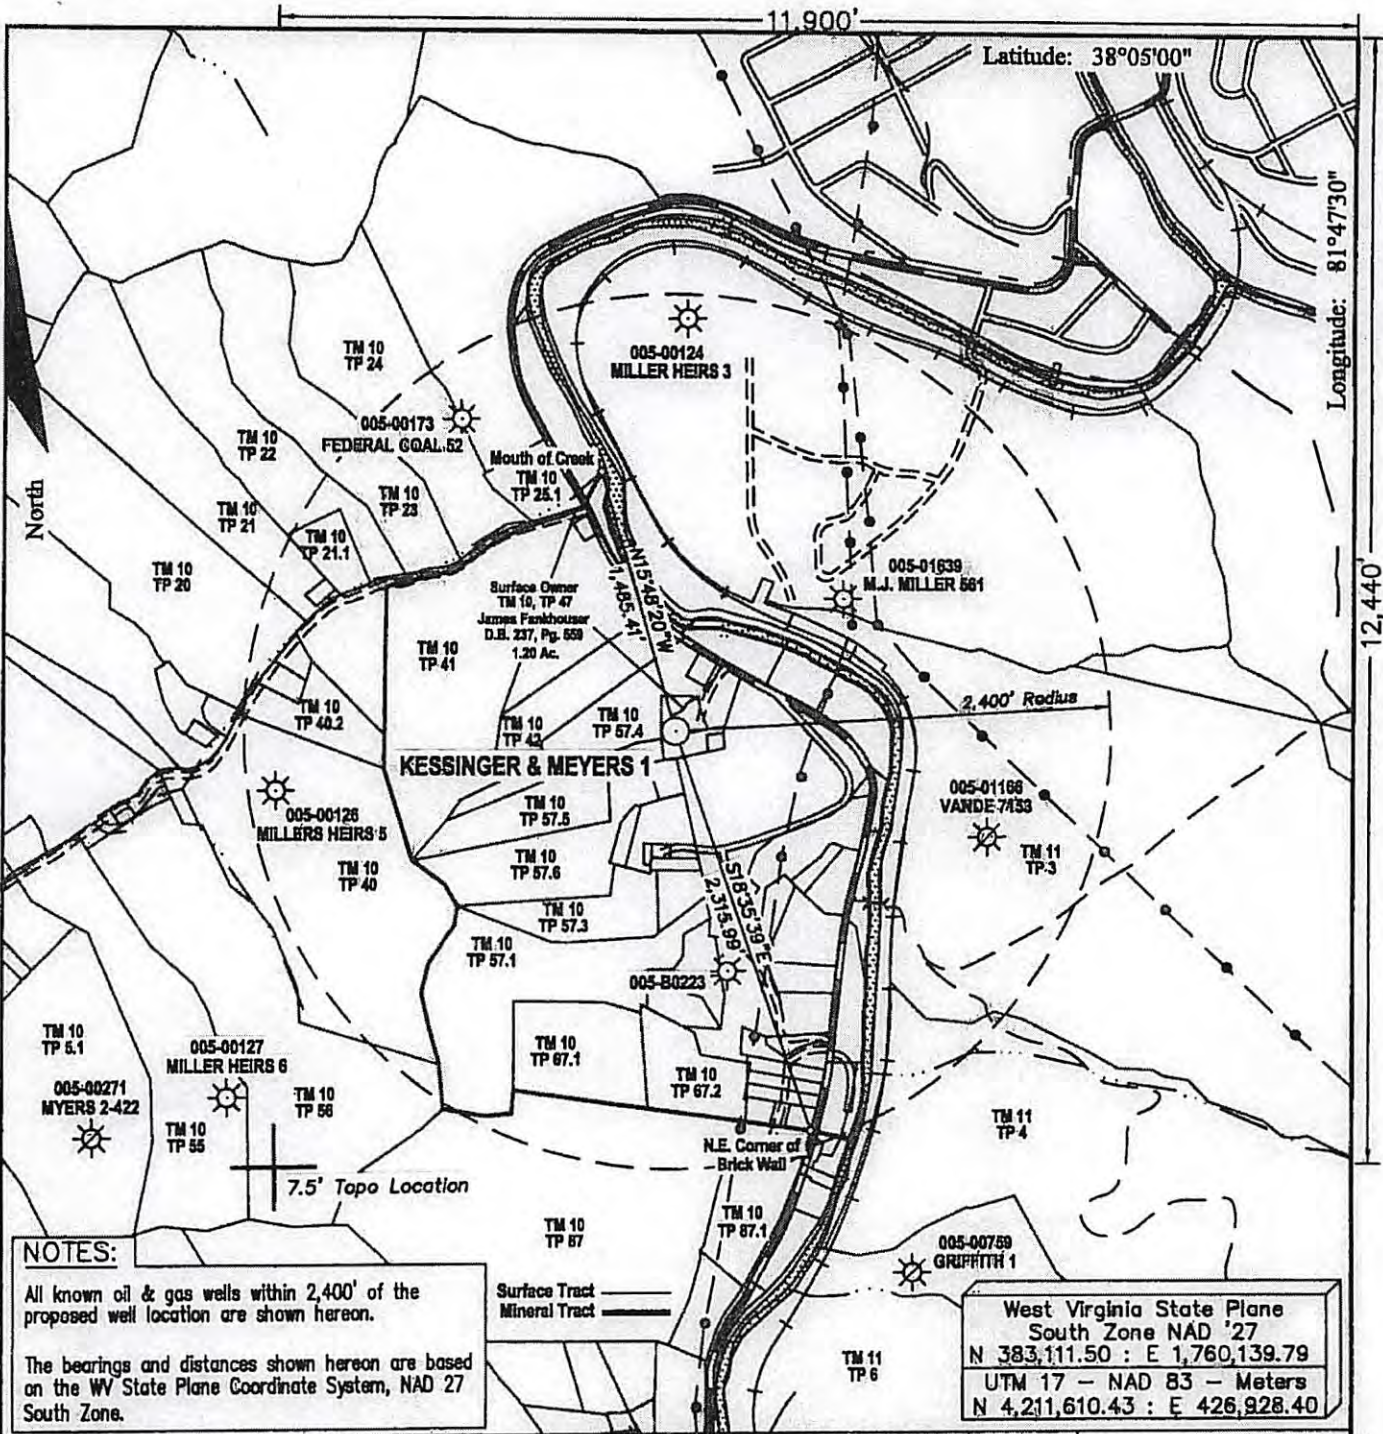 11,900'
Latitude: 38°05'00"
Longitude: 81°47'30"
12,440'
North
005-00124
MILLER HEIRS 3
TM 10
TP 24
005-00173
FEDERAL COAL 52
TM 10
TP 22
Mouth of Creek
TM 10
TP 25.1
TM 10
TP 23
TM 10
TP 21
TM 10
TP 21.1
TM 10
TP 20
N15°48'20"W
1,485.41'
005-01639
M.J. MILLER 561
Surface Owner
TM 10, TP 47
James Fankhouser
D.B. 237, Pg. 559
1.20 Ac.
TM 10
TP 41
2,400' Radius
TM 10
TP 40.2
TM 10
TP 42
TM 10
TP 57.4
KESSINGER & MEYERS 1
005-00126
MILLERS HEIRS 5
TM 10
TP 57.5
005-01166
VANDE 7153
TM 11
TP 3
TM 10
TP 40
TM 10
TP 57.6
S18°35'39"E
2,315.99'
TM 10
TP 57.3
TM 10
TP 57.1
005-B0223
TM 10
TP 5.1
005-00127
MILLER HEIRS 6
TM 10
TP 67.1
TM 10
TP 67.2
005-00271
MYERS 2-422
TM 10
TP 56
TM 10
TP 55
TM 11
TP 4
N.E. Corner of
Brick Wall
7.5' Topo Location
TM 10
TP 87
TM 10
TP 87.1
005-00759
GRIFFITH 1
NOTES:
All known oil & gas wells within 2,400' of the
proposed well location are shown hereon.
The bearings and distances shown hereon are based
on the WV State Plane Coordinate System, NAD 27
South Zone.
Surface Tract
Mineral Tract
TM 11
TP 6
West Virginia State Plane
South Zone NAD '27
N 383,111.50 : E 1,760,139.79
UTM 17 - NAD 83 - Meters
N 4,211,610.43 : E 426,928.40